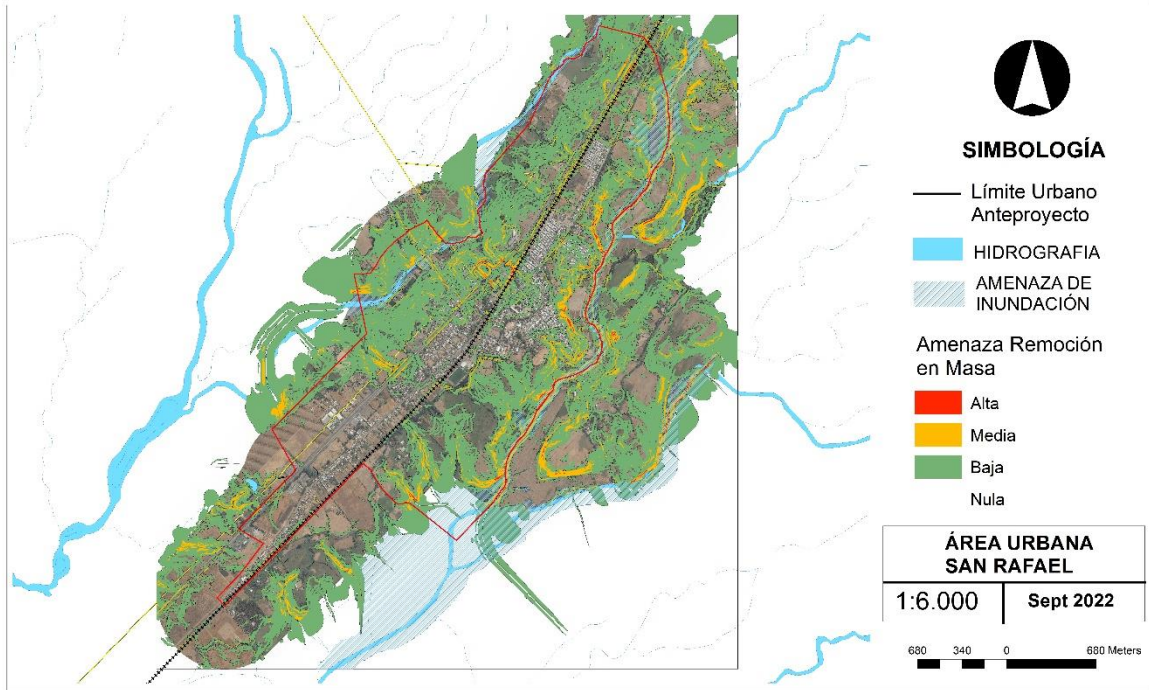 SIMBOLOGÍA
Límite Urbano
Anteproyecto
HIDROGRAFIA
AMENAZA DE
INUNDACIÓN
Amenaza Remoción
en Masa
Alta
Media
Baja
Nula
ÁREA URBANA
SAN RAFAEL
1:6.000
Sept 2022
680 340 0 680 Meters